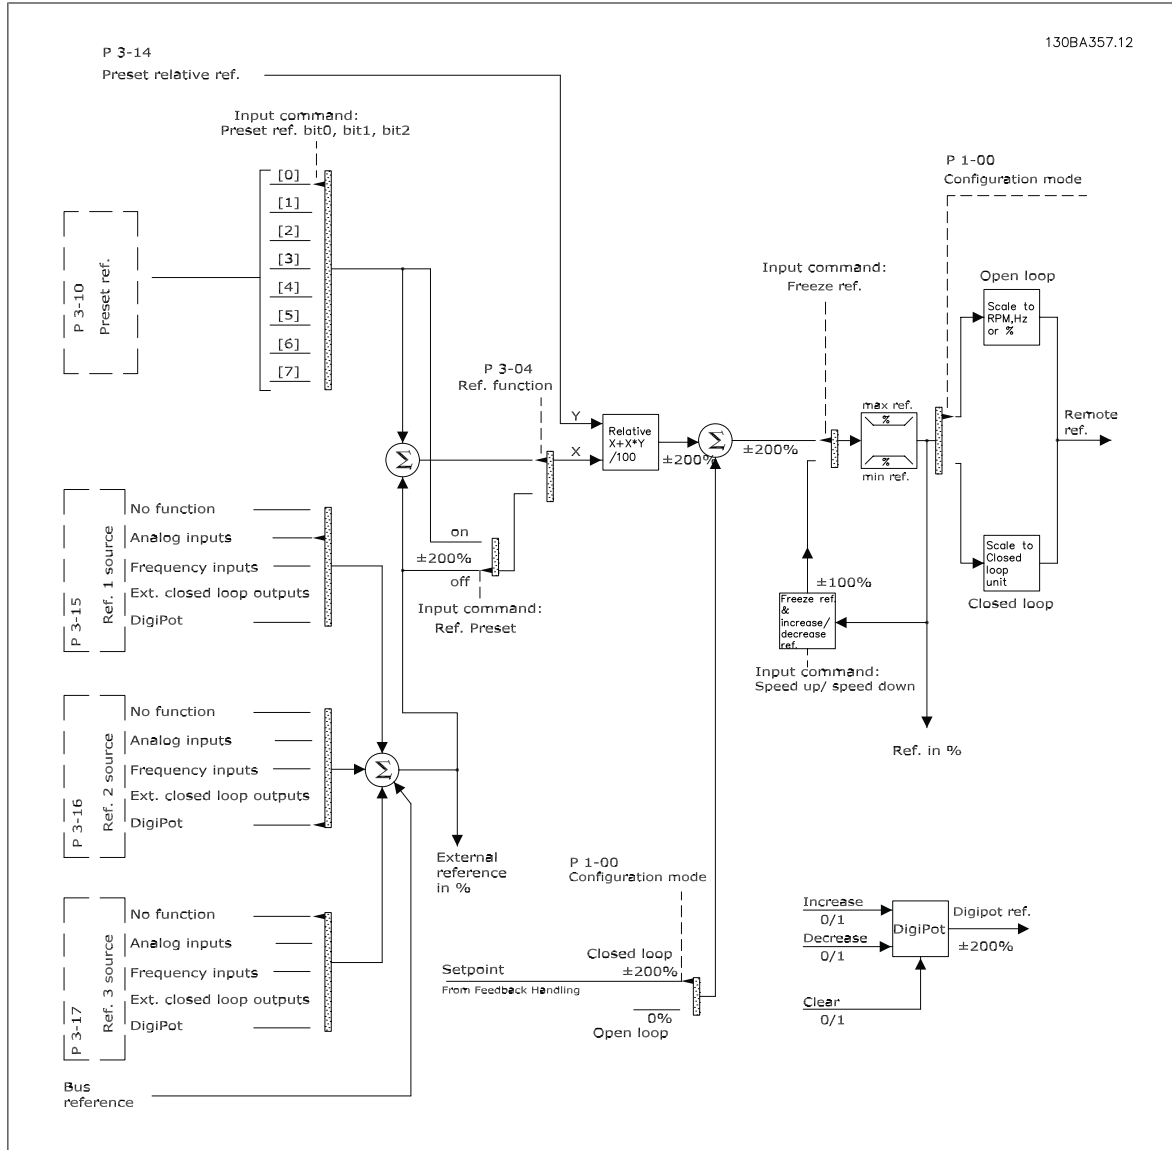 130BA357.12
P 3-14
Preset relative ref.
Input command:
Preset ref. bit0, bit1, bit2
[0]
[1]
[2]
[3]
[4]
[5]
[6]
[7]
P 3-10
Preset ref.
P 1-00
Configuration mode
Input command:
Freeze ref.
Open loop
Scale to
RPM,Hz
or %
P 3-04
Ref. function
Y
X
Relative
X+X*Y
/100
±200%
Σ
±200%
max ref.
%
%
min ref.
Remote
ref.
Σ
on
±200%
off
Input command:
Ref. Preset
Scale to
Closed
loop
unit
Closed loop
±100%
Freeze ref.
&
increase/
decrease
ref.
Input command:
Speed up/ speed down
Ref. in %
P 3-15
Ref. 1 source
No function
Analog inputs
Frequency inputs
Ext. closed loop outputs
DigiPot
P 3-16
Ref. 2 source
No function
Analog inputs
Frequency inputs
Ext. closed loop outputs
DigiPot
Σ
External
reference
in %
P 3-17
Ref. 3 source
No function
Analog inputs
Frequency inputs
Ext. closed loop outputs
DigiPot
Bus
reference
P 1-00
Configuration mode
Closed loop
±200%
Setpoint
From Feedback Handling
0%
Open loop
Increase
0/1
Decrease
0/1
Clear
0/1
DigiPot
Digipot ref.
±200%